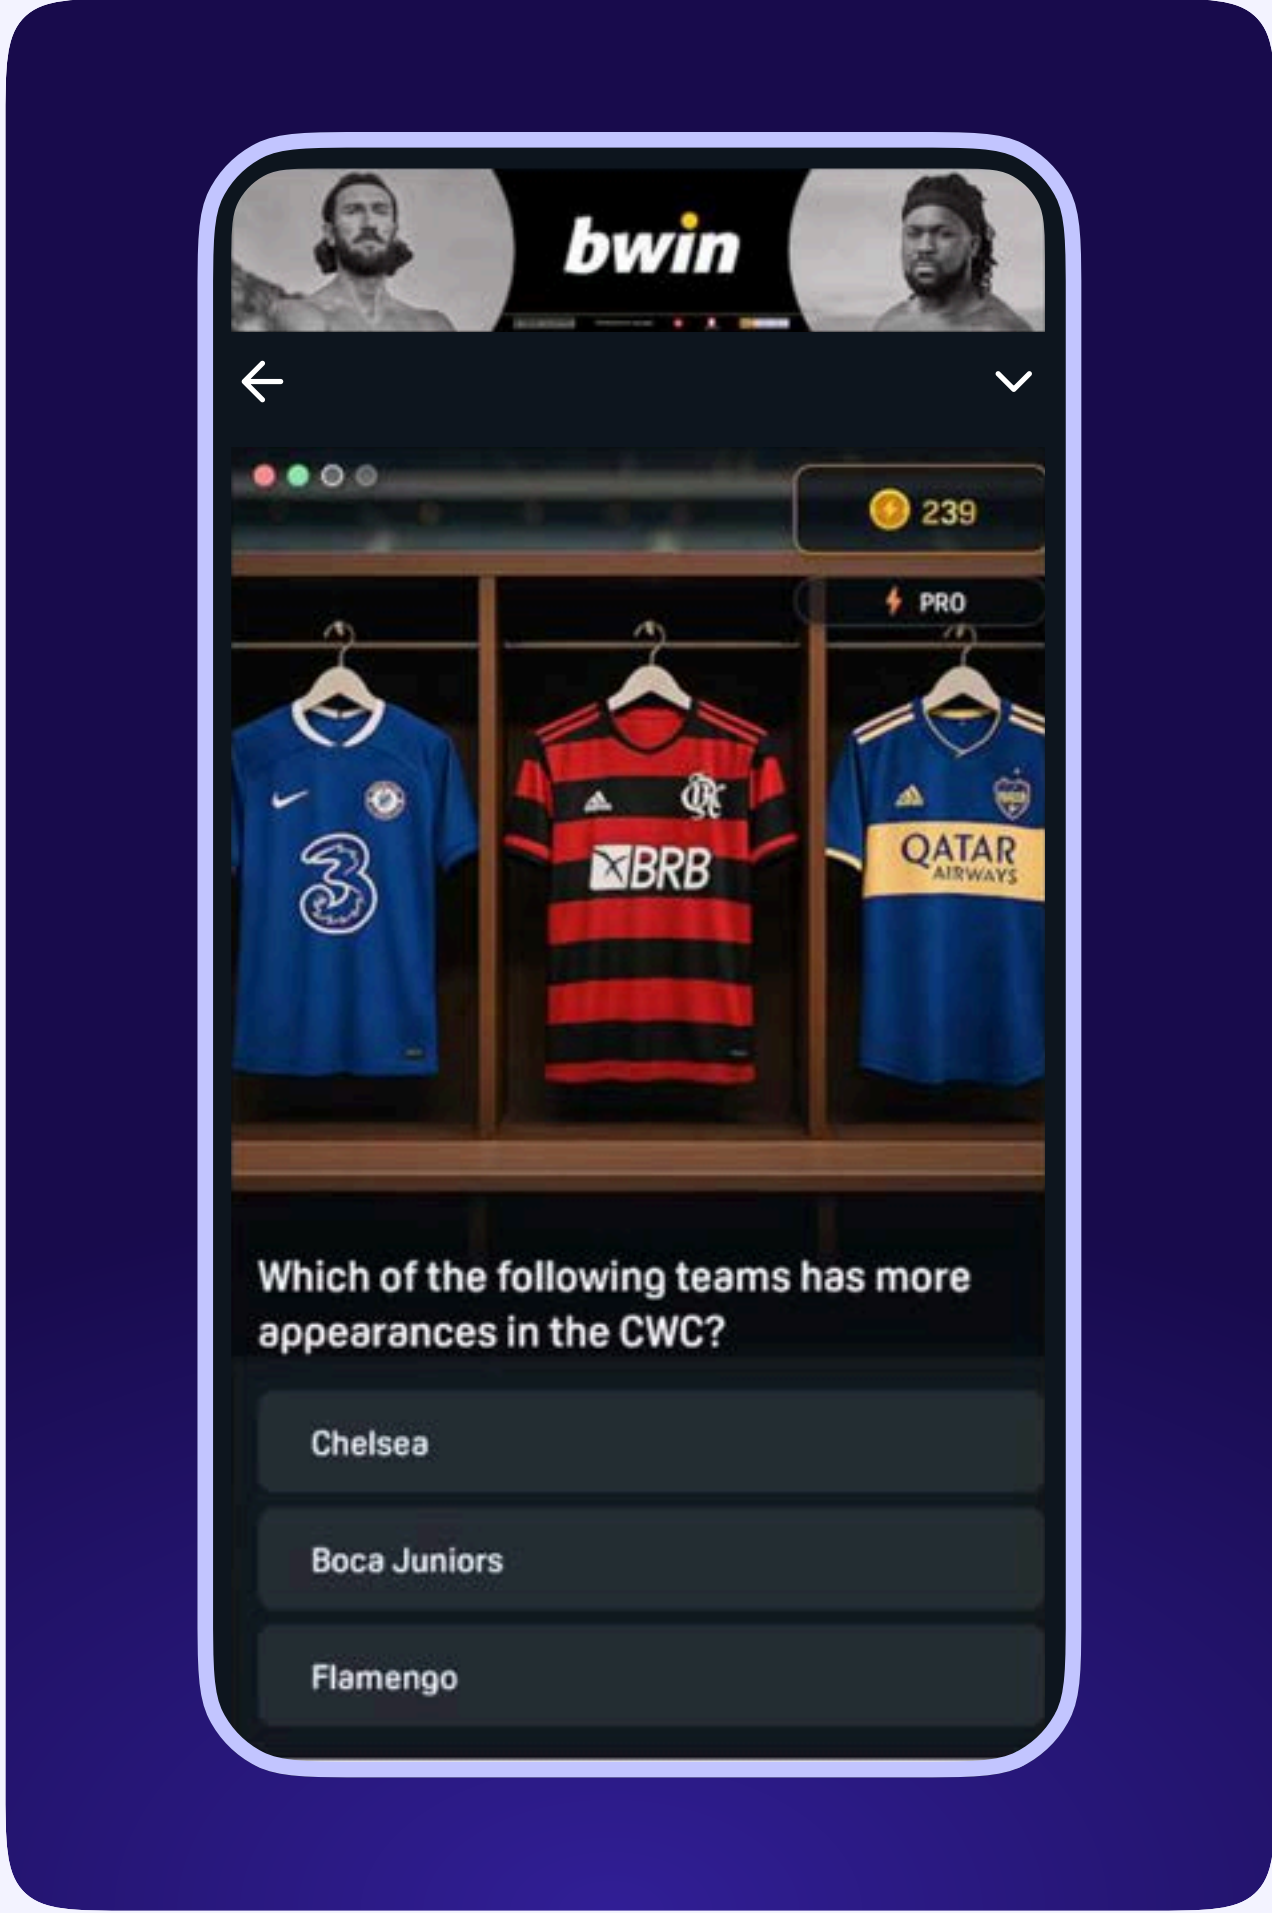 bwin
239
PRO
3
BRB
QATAR
AIRWAYS
Which of the following teams has more
appearances in the CWC?
Chelsea
Boca Juniors
Flamengo